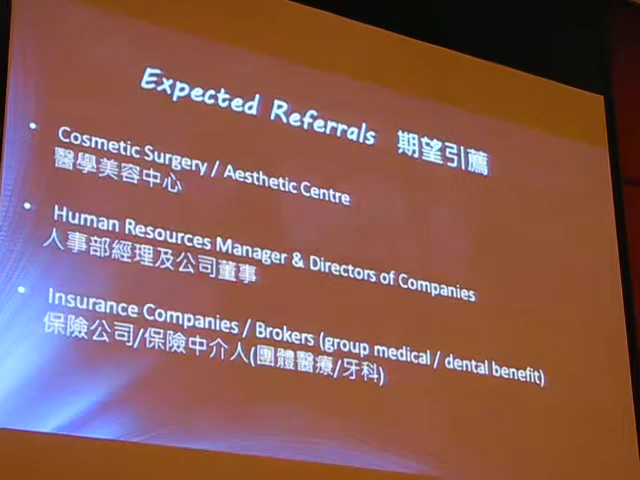 Expected Referrals 期望引薦
• Cosmetic Surgery / Aesthetic Centre
醫學美容中心
• Human Resources Manager & Directors of Companies
人事部經理及公司董事
• Insurance Companies / Brokers (group medical / dental benefit)
保險公司/保險中介人(團體醫療/牙科)